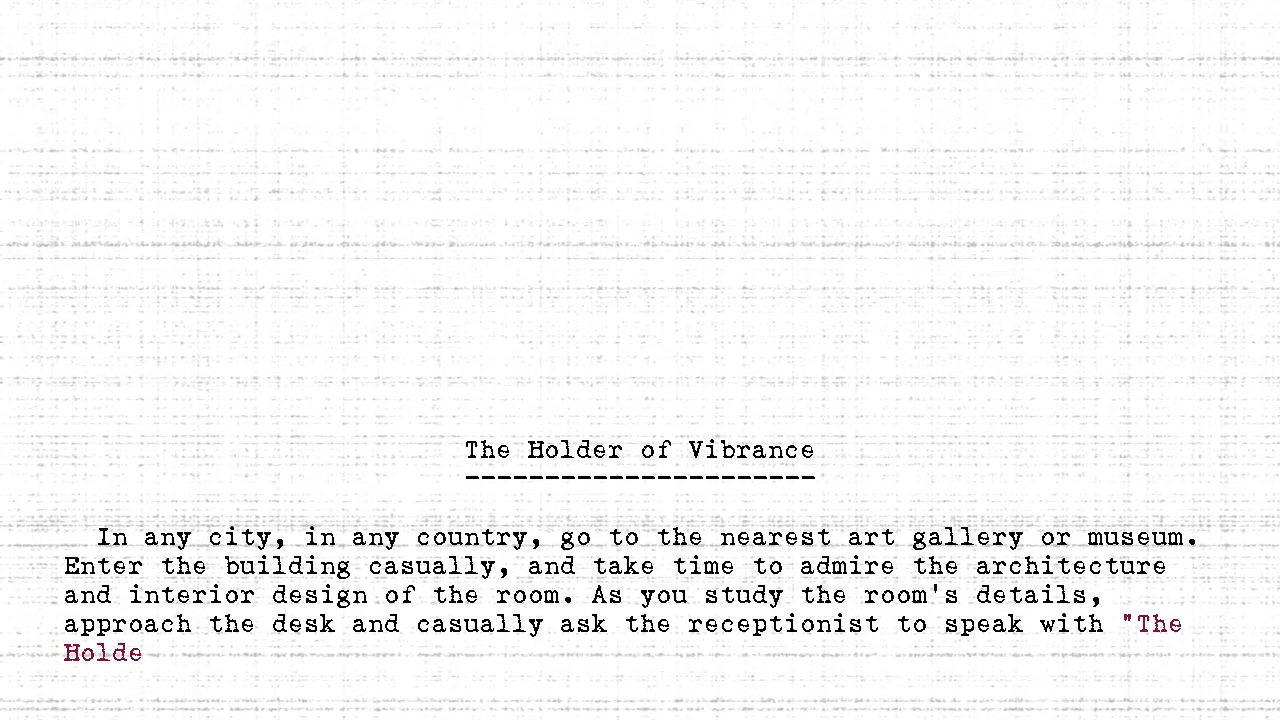 The Holder of Vibrance
----------------------
In any city, in any country, go to the nearest art gallery or museum.
Enter the building casually, and take time to admire the architecture
and interior design of the room. As you study the room's details,
approach the desk and casually ask the receptionist to speak with "The
Holde